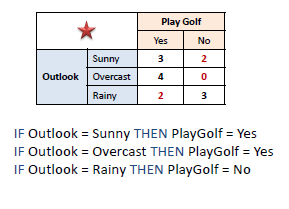 Play Golf
Yes No
Outlook Sunny 3 2
Overcast 4 0
Rainy 2 3
IF Outlook = Sunny THEN PlayGolf = Yes
IF Outlook = Overcast THEN PlayGolf = Yes
IF Outlook = Rainy THEN PlayGolf = No